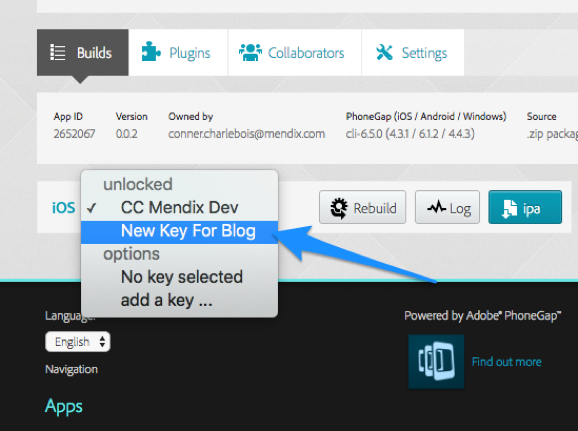 Builds Plugins Collaborators Settings
App ID Version Owned by PhoneGap (iOS / Android / Windows) Source
2652067 0.0.2 conner.charlebois@mendix.com cli-6.5.0 (4.3.1 / 6.1.2 / 4.4.3) .zip packag
unlocked
iOS ✓ CC Mendix Dev Rebuild Log ipa
New Key For Blog
options
No key selected
add a key ...
Language: Powered by Adobe® PhoneGap™
English
Find out more
Navigation
Apps